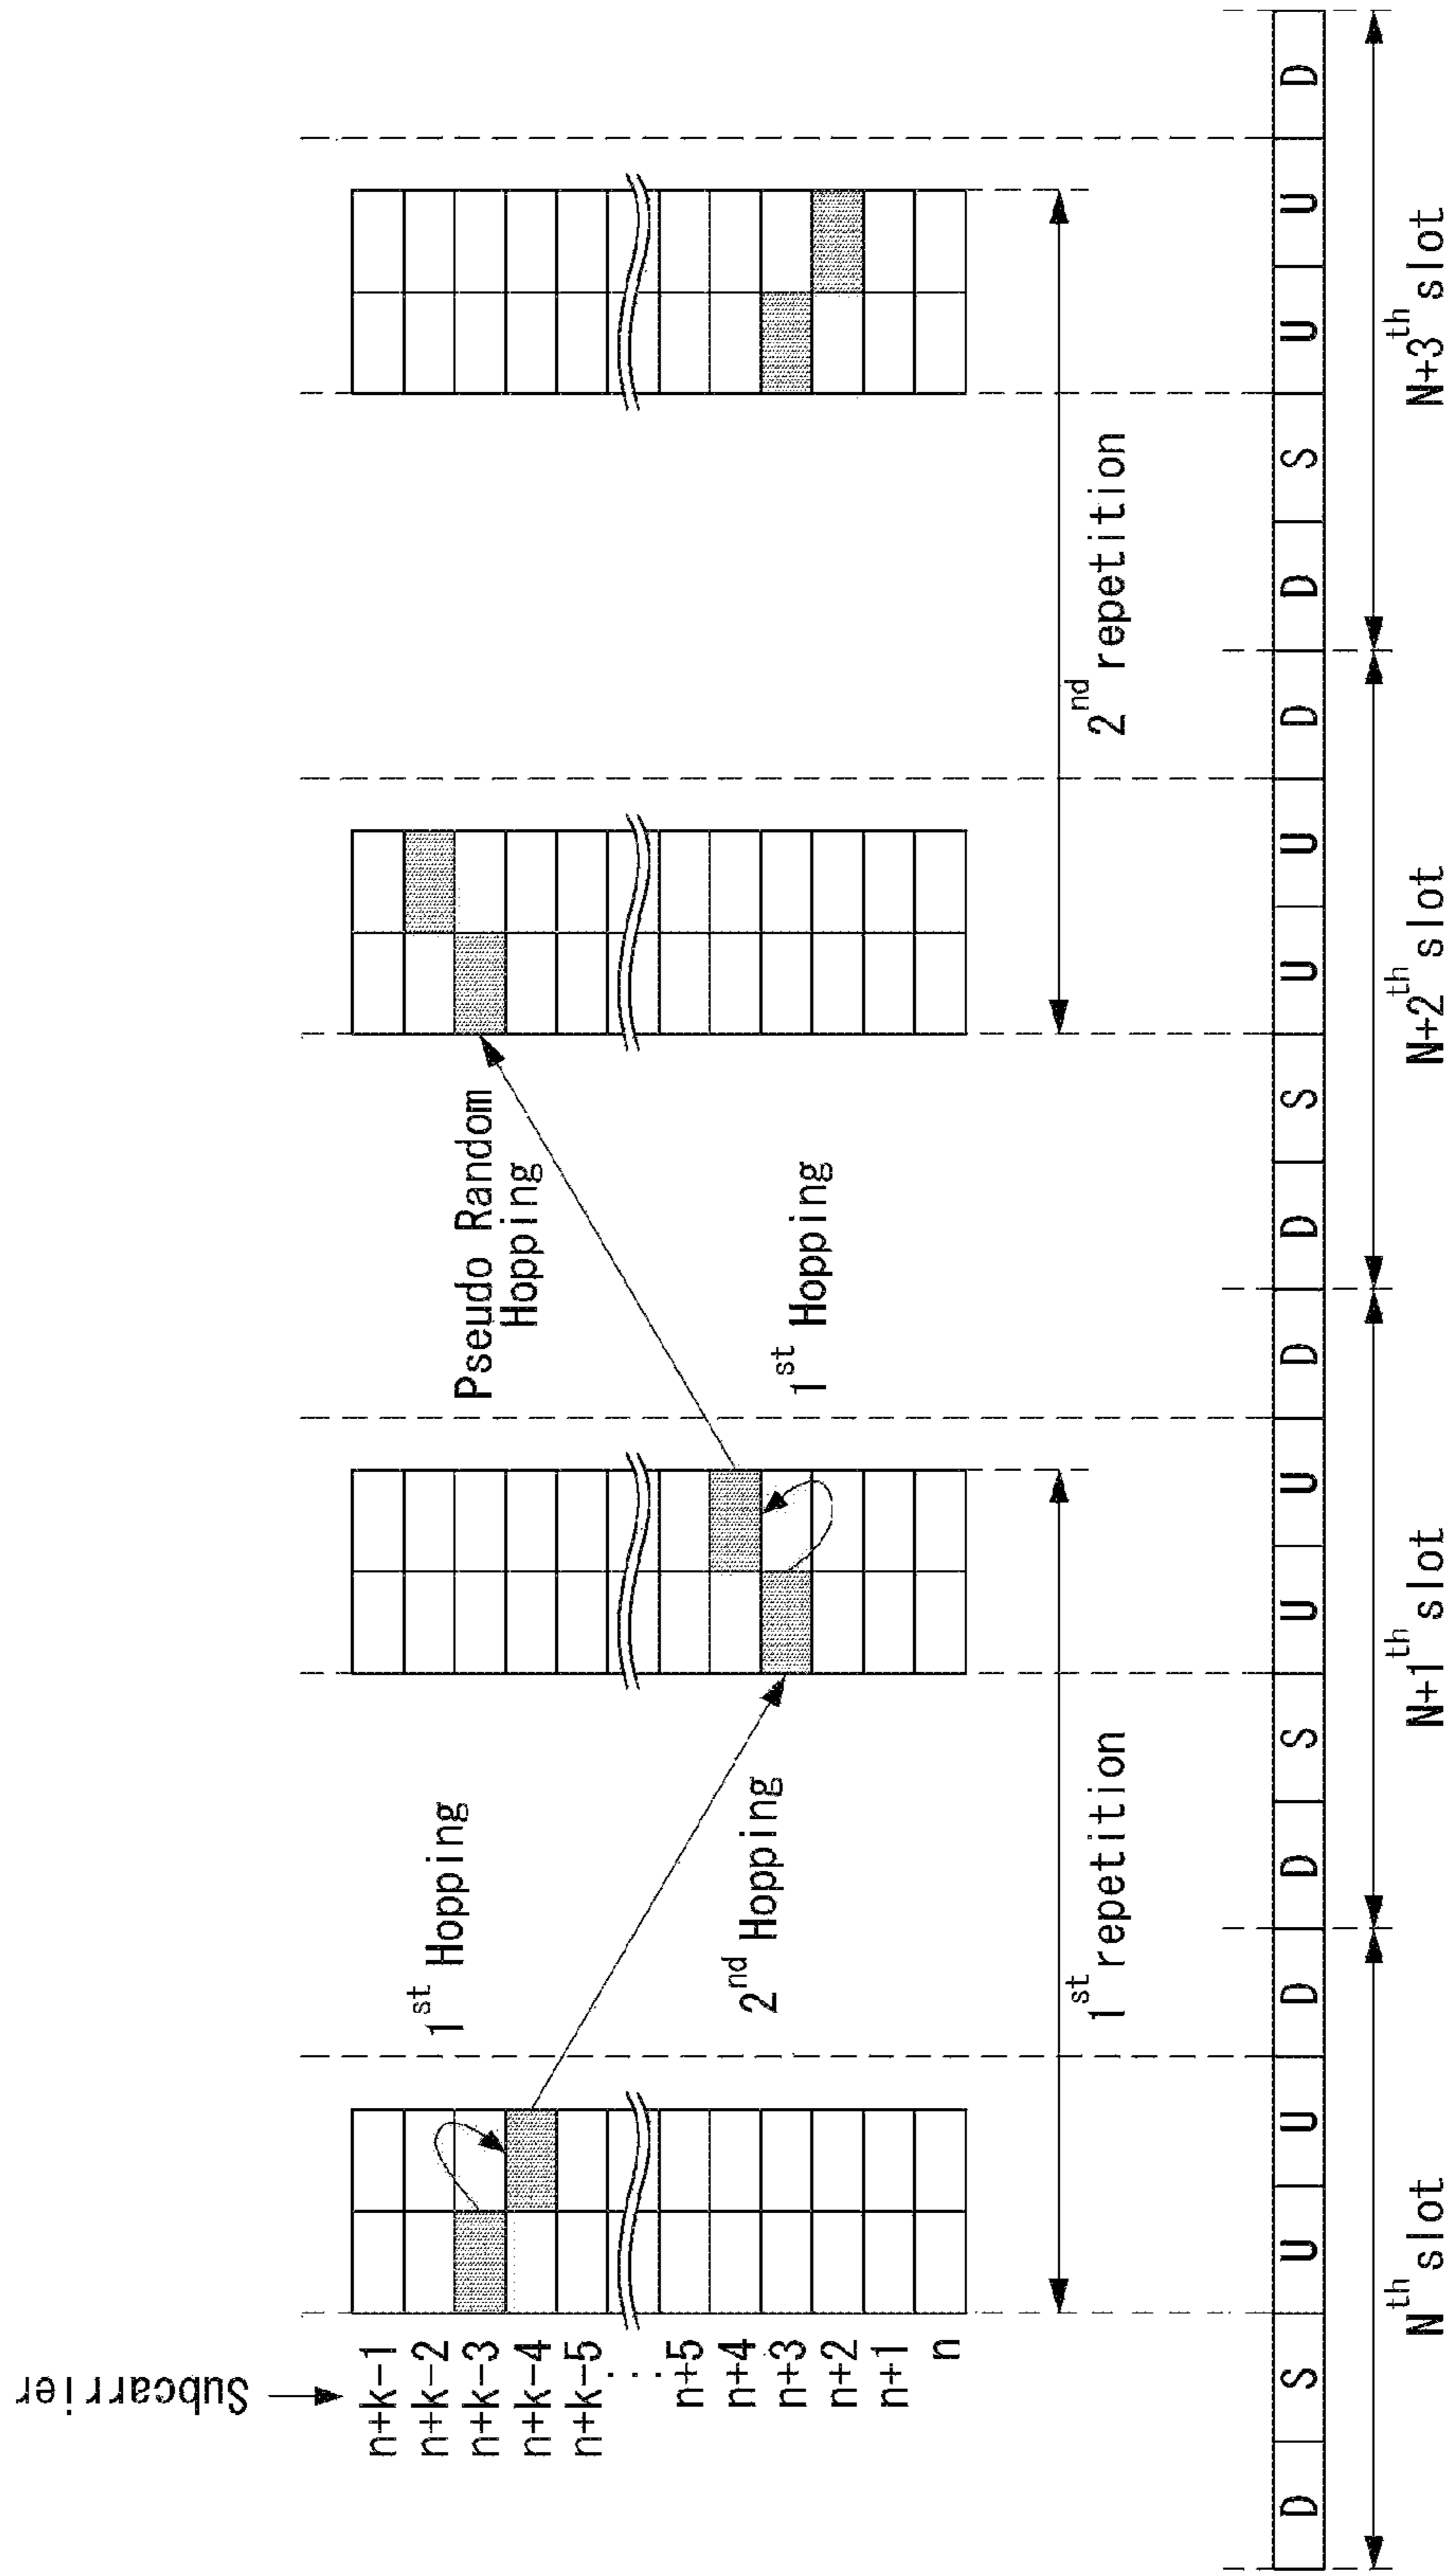 Subcarrier
n+k-1
n+k-2
n+k-3
n+k-4
n+k-5
...
n+5
n+4
n+3
n+2
n+1
n
1st Hopping
2nd Hopping
Pseudo Random
Hopping
1st Hopping
1st repetition
2nd repetition
D S U U D D S U U D D S U U D D S U U D
Nth slot
N+1th slot
N+2th slot
N+3th slot